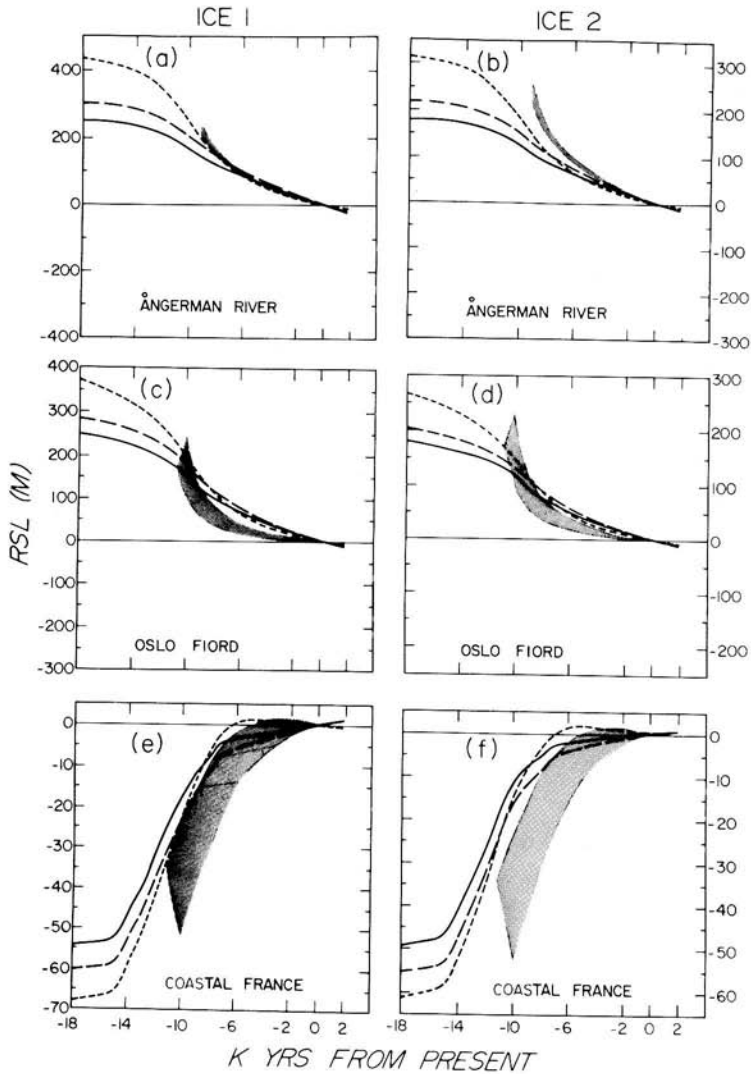 ICE 1
ICE 2
(a)
400
200
0
-200
-400
ÅNGERMAN RIVER
(b)
300
200
100
0
-100
-200
-300
ÅNGERMAN RIVER
(c)
400
300
200
100
0
-100
-200
-300
OSLO FIORD
(d)
300
200
100
0
-100
-200
OSLO FIORD
RSL (M)
(e)
0
-10
-20
-30
-40
-50
-60
-70
COASTAL FRANCE
(f)
0
-10
-20
-30
-40
-50
-60
COASTAL FRANCE
-18 -14 -10 -6 -2 0 2
-18 -14 -10 -6 -2 0 2
K YRS FROM PRESENT